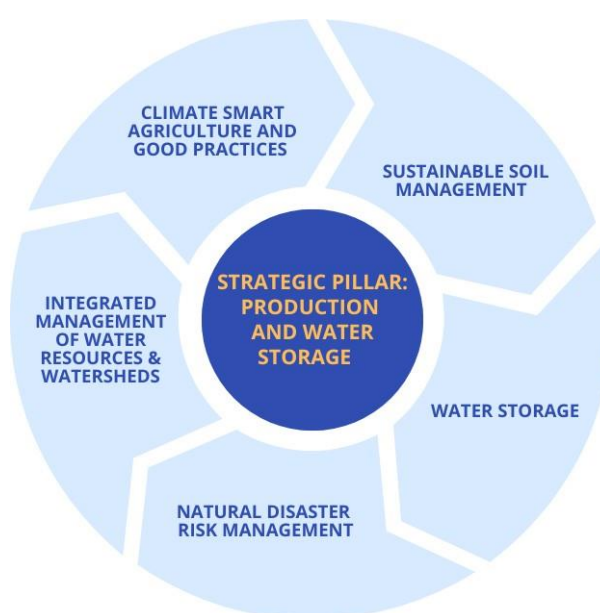 CLIMATE SMART
AGRICULTURE AND
GOOD PRACTICES
SUSTAINABLE SOIL
MANAGEMENT
STRATEGIC PILLAR:
PRODUCTION
AND WATER
STORAGE
INTEGRATED
MANAGEMENT
OF WATER
RESOURCES &
WATERSHEDS
WATER STORAGE
NATURAL DISASTER
RISK MANAGEMENT